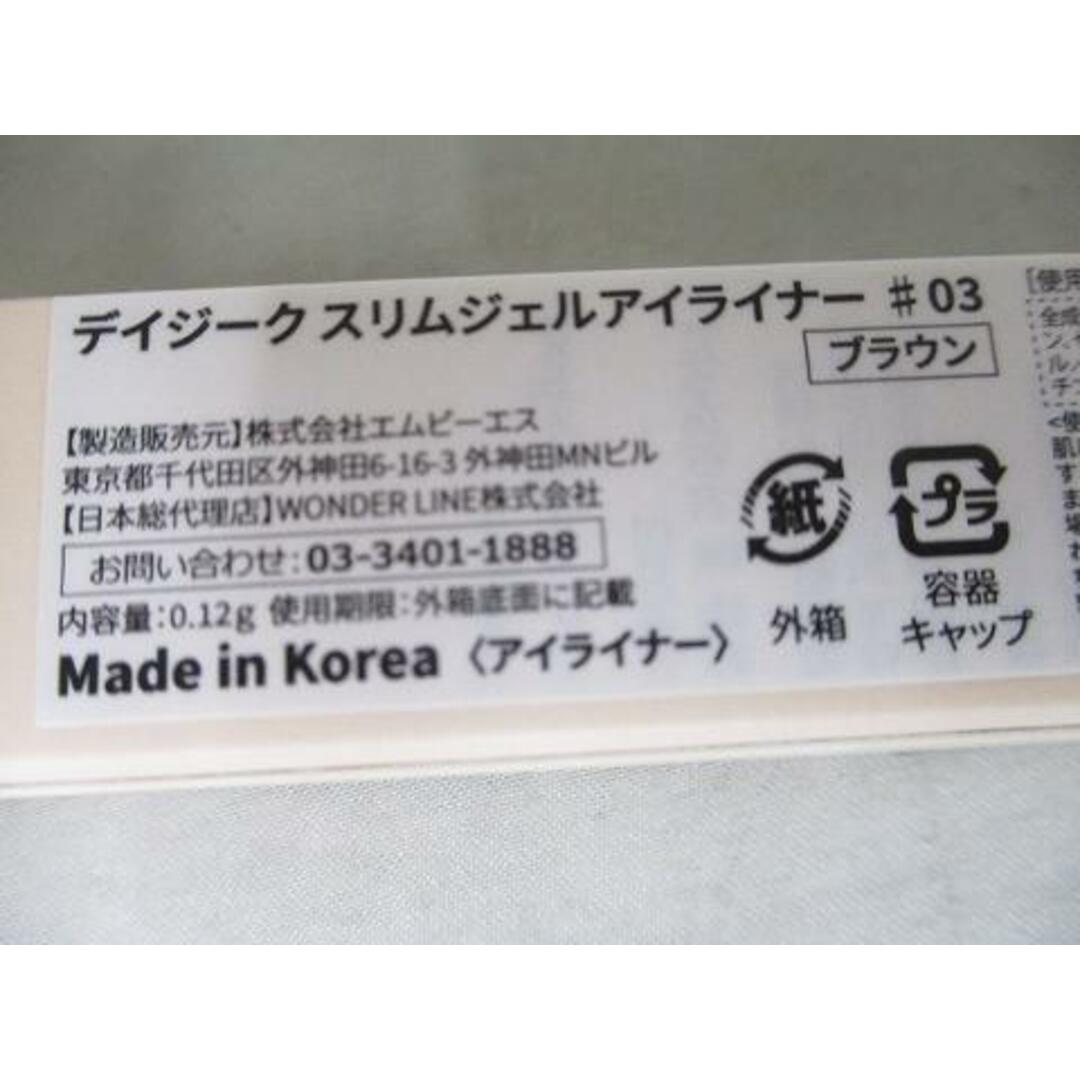 デイジーク スリムジェルアイライナー #03
ブラウン
【製造販売元】株式会社エムビーエス
東京都千代田区外神田6-16-3 外神田MNビル
【日本総代理店】WONDER LINE株式会社
お問い合わせ:03-3401-1888
内容量:0.12g 使用期限:外箱底面に記載
Made in Korea 〈アイライナー〉
紙
外箱
プラ
容器
キャップ
[使用
全成